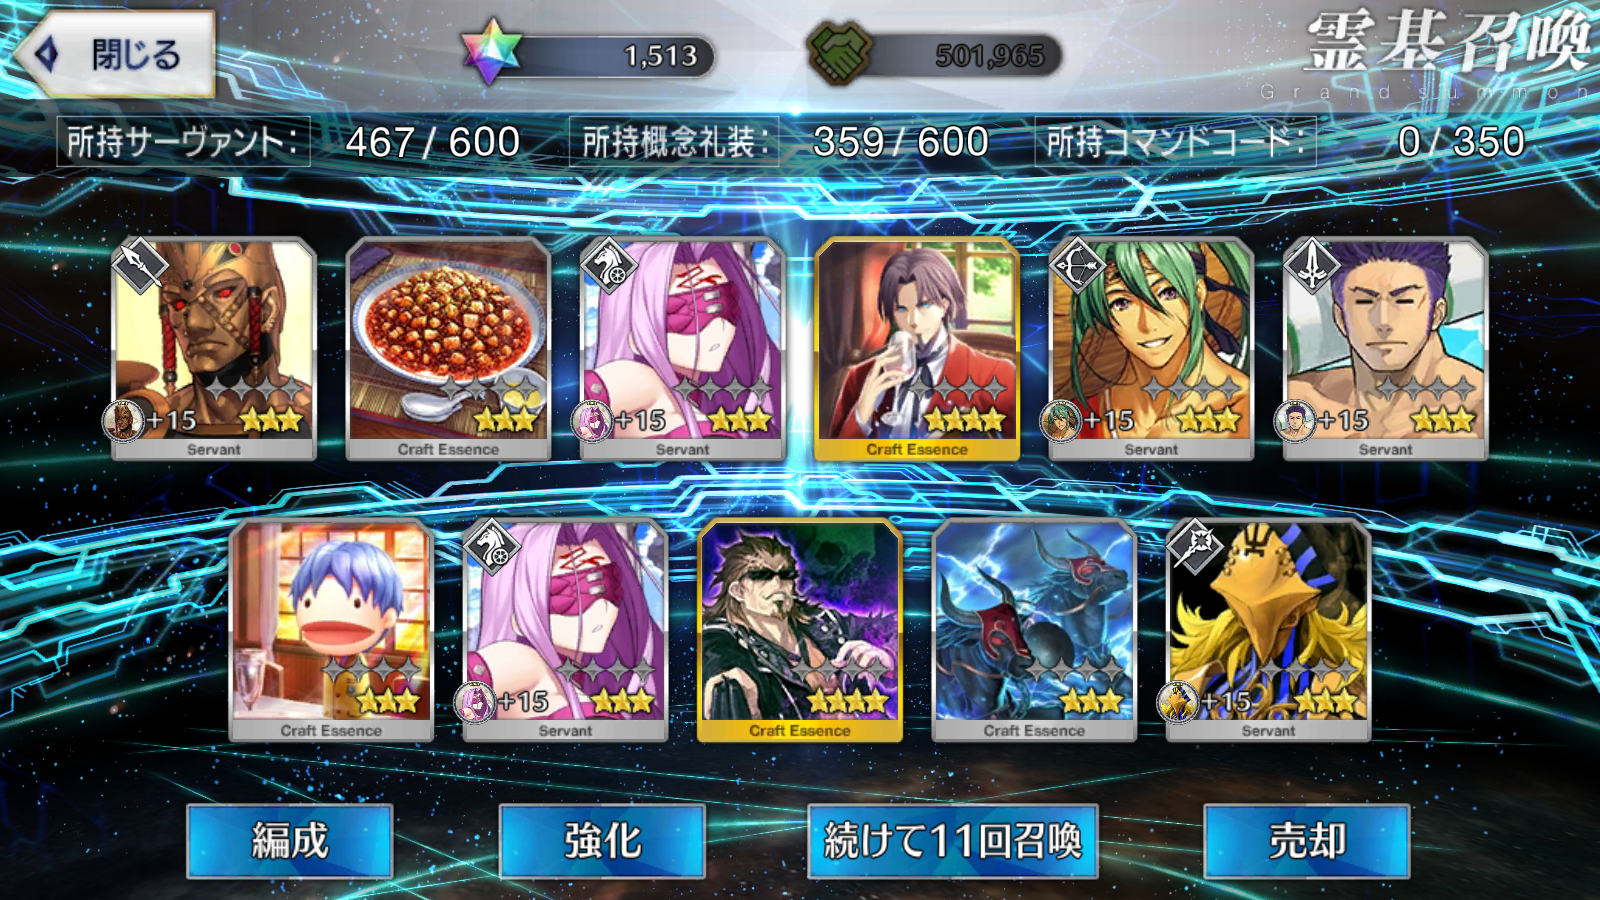 閉じる
1,513
501,965
霊基召喚
Grand summon
所持サーヴァント： 467 / 600
所持概念礼装： 359 / 600
所持コマンドコード： 0 / 350
+15
Servant
Craft Essence
+15
Servant
Craft Essence
+15
Servant
+15
Servant
Craft Essence
+15
Servant
Craft Essence
Craft Essence
+15
Servant
編成
強化
続けて11回召喚
売却